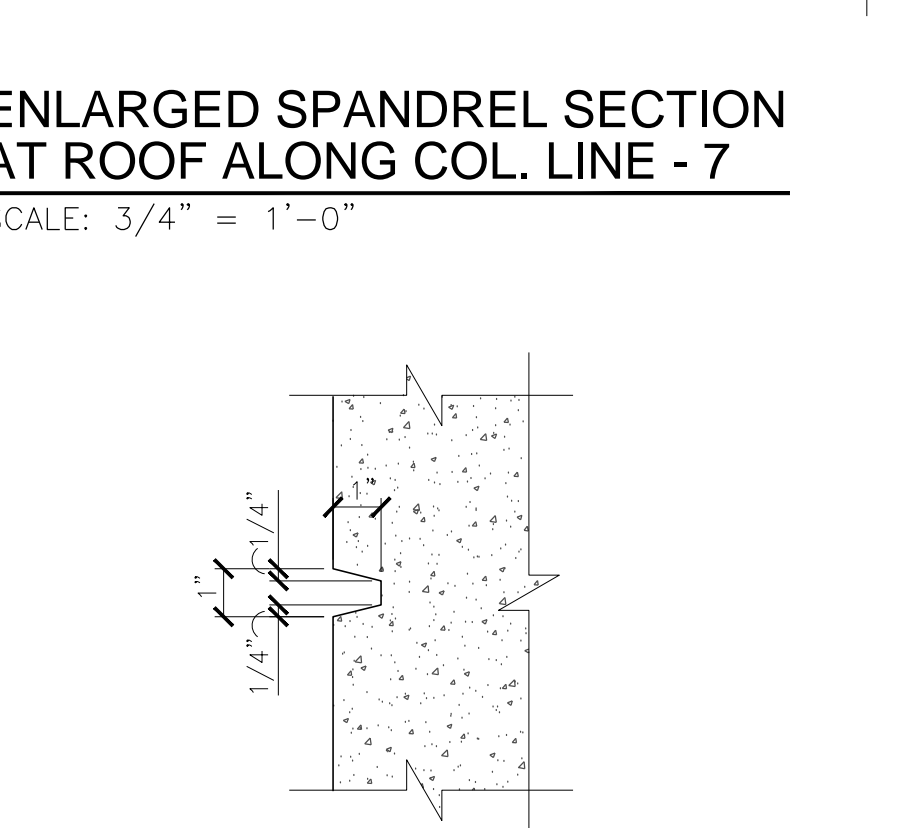 ENLARGED SPANDREL SECTION
AT ROOF ALONG COL. LINE - 7
SCALE: 3/4” = 1’-0”
1”
1/4”
1”
1/4”